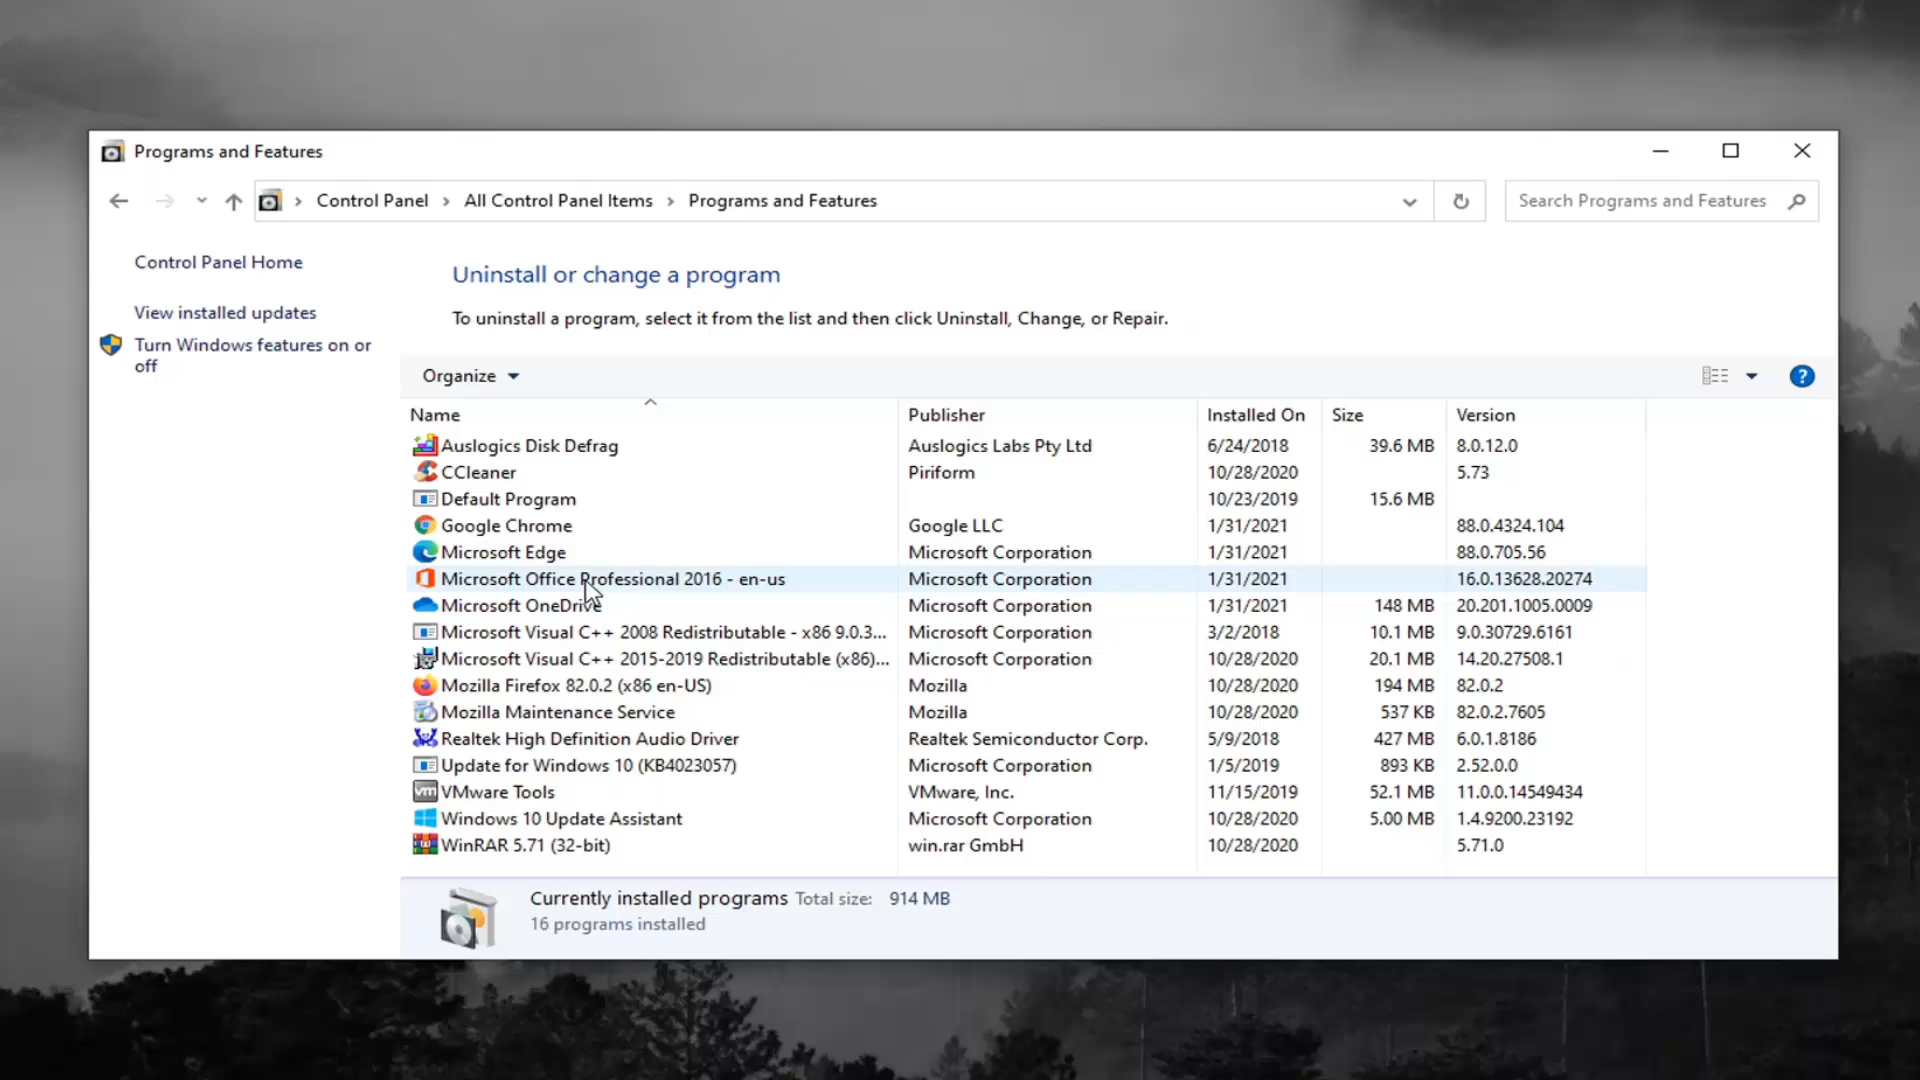 Programs and Features
Control Panel > All Control Panel Items > Programs and Features
Search Programs and Features
Control Panel Home
View installed updates
Turn Windows features on or
off
Uninstall or change a program
To uninstall a program, select it from the list and then click Uninstall, Change, or Repair.
Organize
Name Publisher Installed On Size Version
Auslogics Disk Defrag Auslogics Labs Pty Ltd 6/24/2018 39.6 MB 8.0.12.0
CCleaner Piriform 10/28/2020 5.73
Default Program 10/23/2019 15.6 MB
Google Chrome Google LLC 1/31/2021 88.0.4324.104
Microsoft Edge Microsoft Corporation 1/31/2021 88.0.705.56
Microsoft Office Professional 2016 - en-us Microsoft Corporation 1/31/2021 16.0.13628.20274
Microsoft OneDrive Microsoft Corporation 1/31/2021 148 MB 20.201.1005.0009
Microsoft Visual C++ 2008 Redistributable - x86 9.0.3... Microsoft Corporation 3/2/2018 10.1 MB 9.0.30729.6161
Microsoft Visual C++ 2015-2019 Redistributable (x86)... Microsoft Corporation 10/28/2020 20.1 MB 14.20.27508.1
Mozilla Firefox 82.0.2 (x86 en-US) Mozilla 10/28/2020 194 MB 82.0.2
Mozilla Maintenance Service Mozilla 10/28/2020 537 KB 82.0.2.7605
Realtek High Definition Audio Driver Realtek Semiconductor Corp. 5/9/2018 427 MB 6.0.1.8186
Update for Windows 10 (KB4023057) Microsoft Corporation 1/5/2019 893 KB 2.52.0.0
vm VMware Tools VMware, Inc. 11/15/2019 52.1 MB 11.0.0.14549434
Windows 10 Update Assistant Microsoft Corporation 10/28/2020 5.00 MB 1.4.9200.23192
WinRAR 5.71 (32-bit) win.rar GmbH 10/28/2020 5.71.0
Currently installed programs Total size: 914 MB
16 programs installed